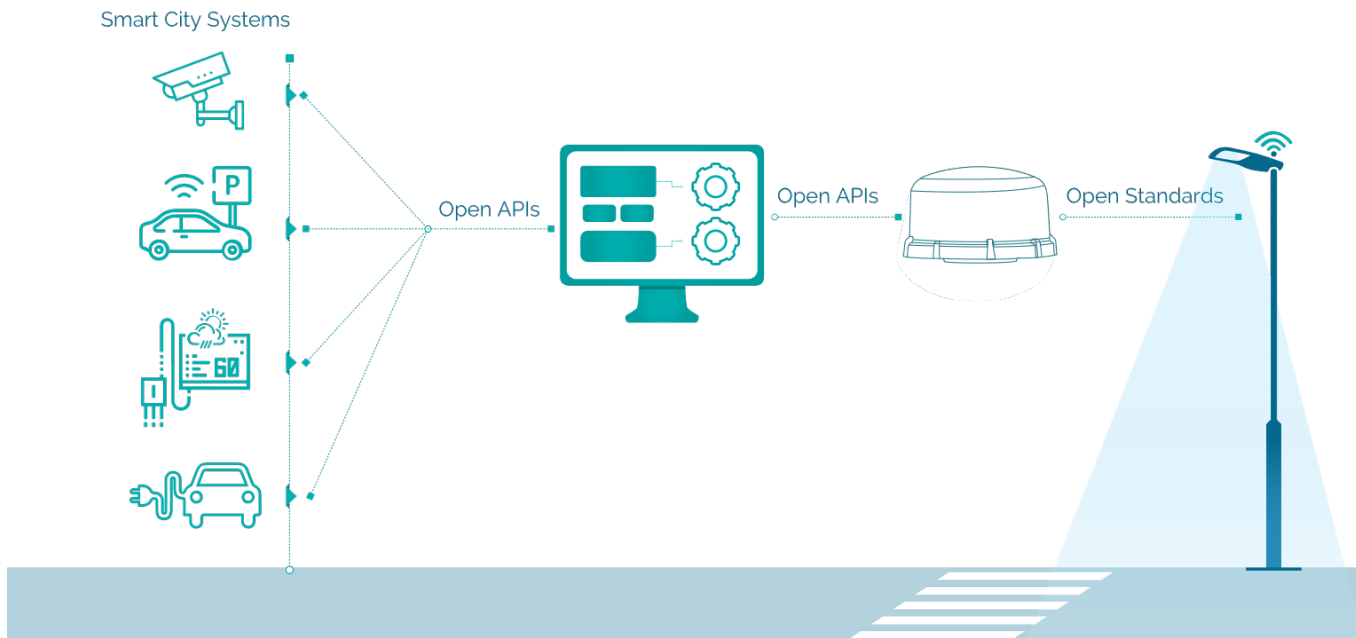 Smart City Systems
P
Open APIs
Open APIs
Open Standards
60